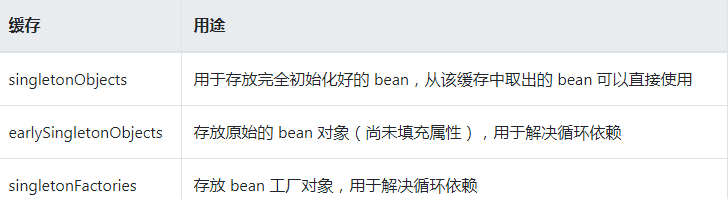 缓存 用途
singletonObjects 用于存放完全初始化好的 bean，从该缓存中取出的 bean 可以直接使用
earlySingletonObjects 存放原始的 bean 对象（尚未填充属性），用于解决循环依赖
singletonFactories 存放 bean 工厂对象，用于解决循环依赖